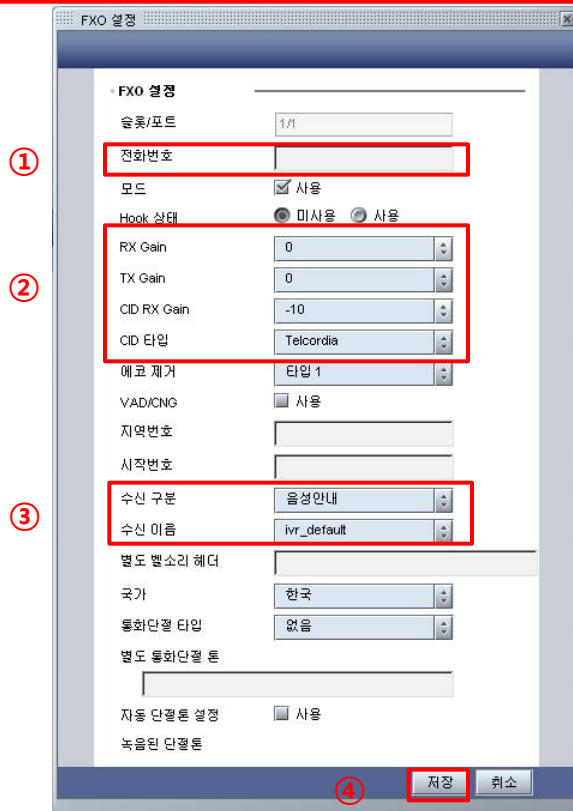 FXO 설정
FXO 설정
슬롯/포트 1/1
① 전화번호
모드 사용
Hook 상태 미사용 사용
RX Gain 0
② TX Gain 0
CID RX Gain -10
CID 타입 Telcordia
에코 제거 타입 1
VAD/CNG 사용
지역번호
시작번호
③ 수신 구분 음성안내
수신 이름 ivr_default
별도 벨소리 헤더
국가 한국
통화단절 타입 없음
별도 통화단절 톤
자동 단절톤 설정 사용
녹음된 단절톤
④ 저장 취소